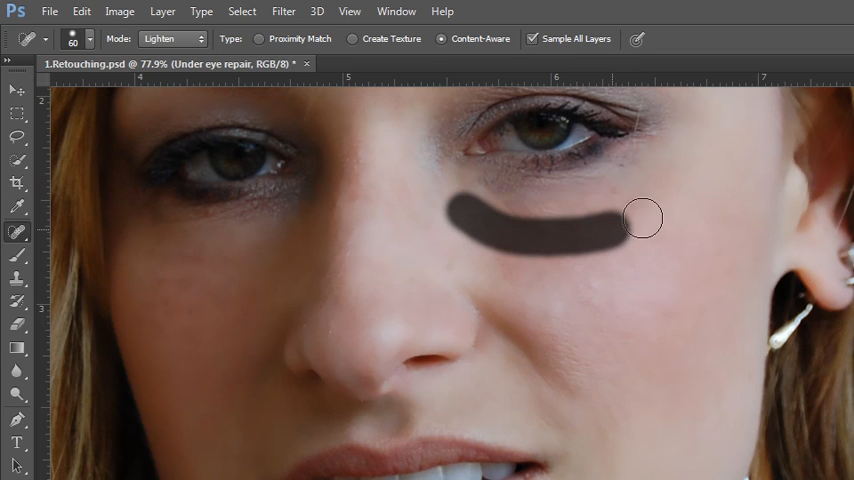 Ps File Edit Image Layer Type Select Filter 3D View Window Help
60 Mode: Lighten Type: Proximity Match Create Texture Content-Aware Sample All Layers
1.Retouching.psd @ 77.9% (Under eye repair, RGB/8) * ×
4 5 6 7
2
3
T